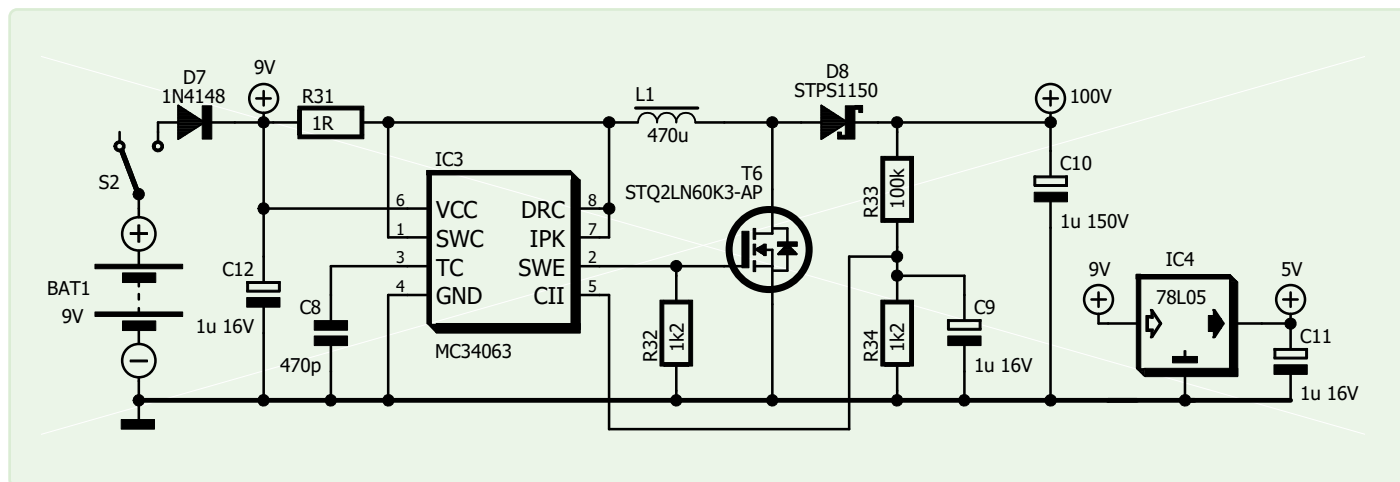 D7
1N4148
9V
R31
1R
L1
470u
D8
STPS1150
100V
S2
IC3
6
VCC
DRC
8
1
SWC
IPK
7
3
TC
SWE
2
4
GND
CII
5
MC34063
T6
STQ2LN60K3-AP
R33
100k
C10
1u 150V
BAT1
9V
C12
1u 16V
C8
470p
R32
1k2
R34
1k2
C9
1u 16V
9V
IC4
78L05
5V
C11
1u 16V